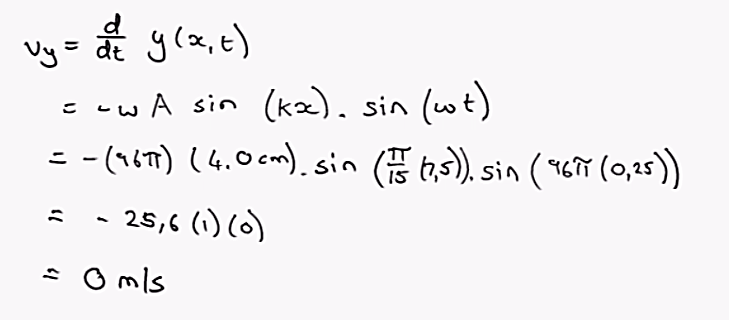 vy = d/dt y(x,t)
= -ωA sin (kx). sin (ωt)
= -(96π) (4.0cm). sin (π/15 (7,5)). sin (96π (0,25))
= - 25,6 (1) (0)
= 0 m/s